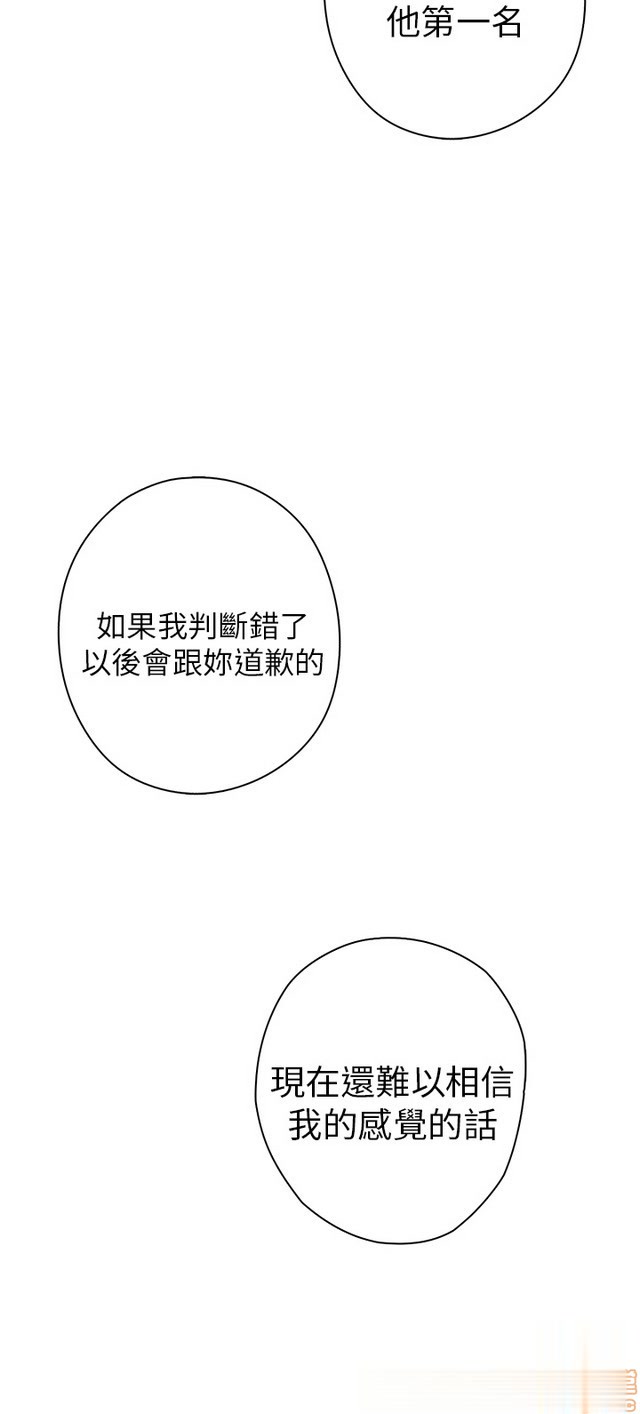 他第一名
如果我判斷錯了
以後會跟妳道歉的
現在還難以相信
我的感覺的話